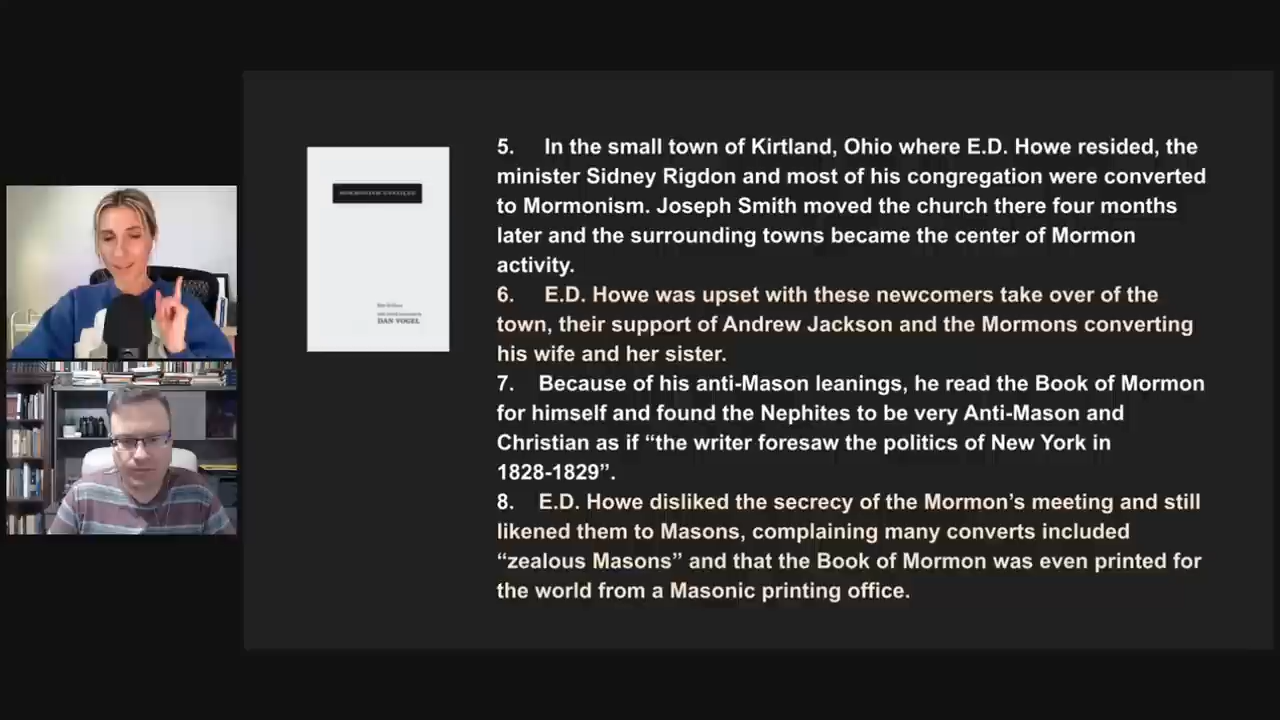 5. In the small town of Kirtland, Ohio where E.D. Howe resided, the
minister Sidney Rigdon and most of his congregation were converted
to Mormonism. Joseph Smith moved the church there four months
later and the surrounding towns became the center of Mormon
activity.
6. E.D. Howe was upset with these newcomers take over of the
town, their support of Andrew Jackson and the Mormons converting
his wife and her sister.
7. Because of his anti-Mason leanings, he read the Book of Mormon
for himself and found the Nephites to be very Anti-Mason and
Christian as if “the writer foresaw the politics of New York in
1828-1829”.
8. E.D. Howe disliked the secrecy of the Mormon’s meeting and still
likened them to Masons, complaining many converts included
“zealous Masons” and that the Book of Mormon was even printed for
the world from a Masonic printing office.
DAN VOGEL